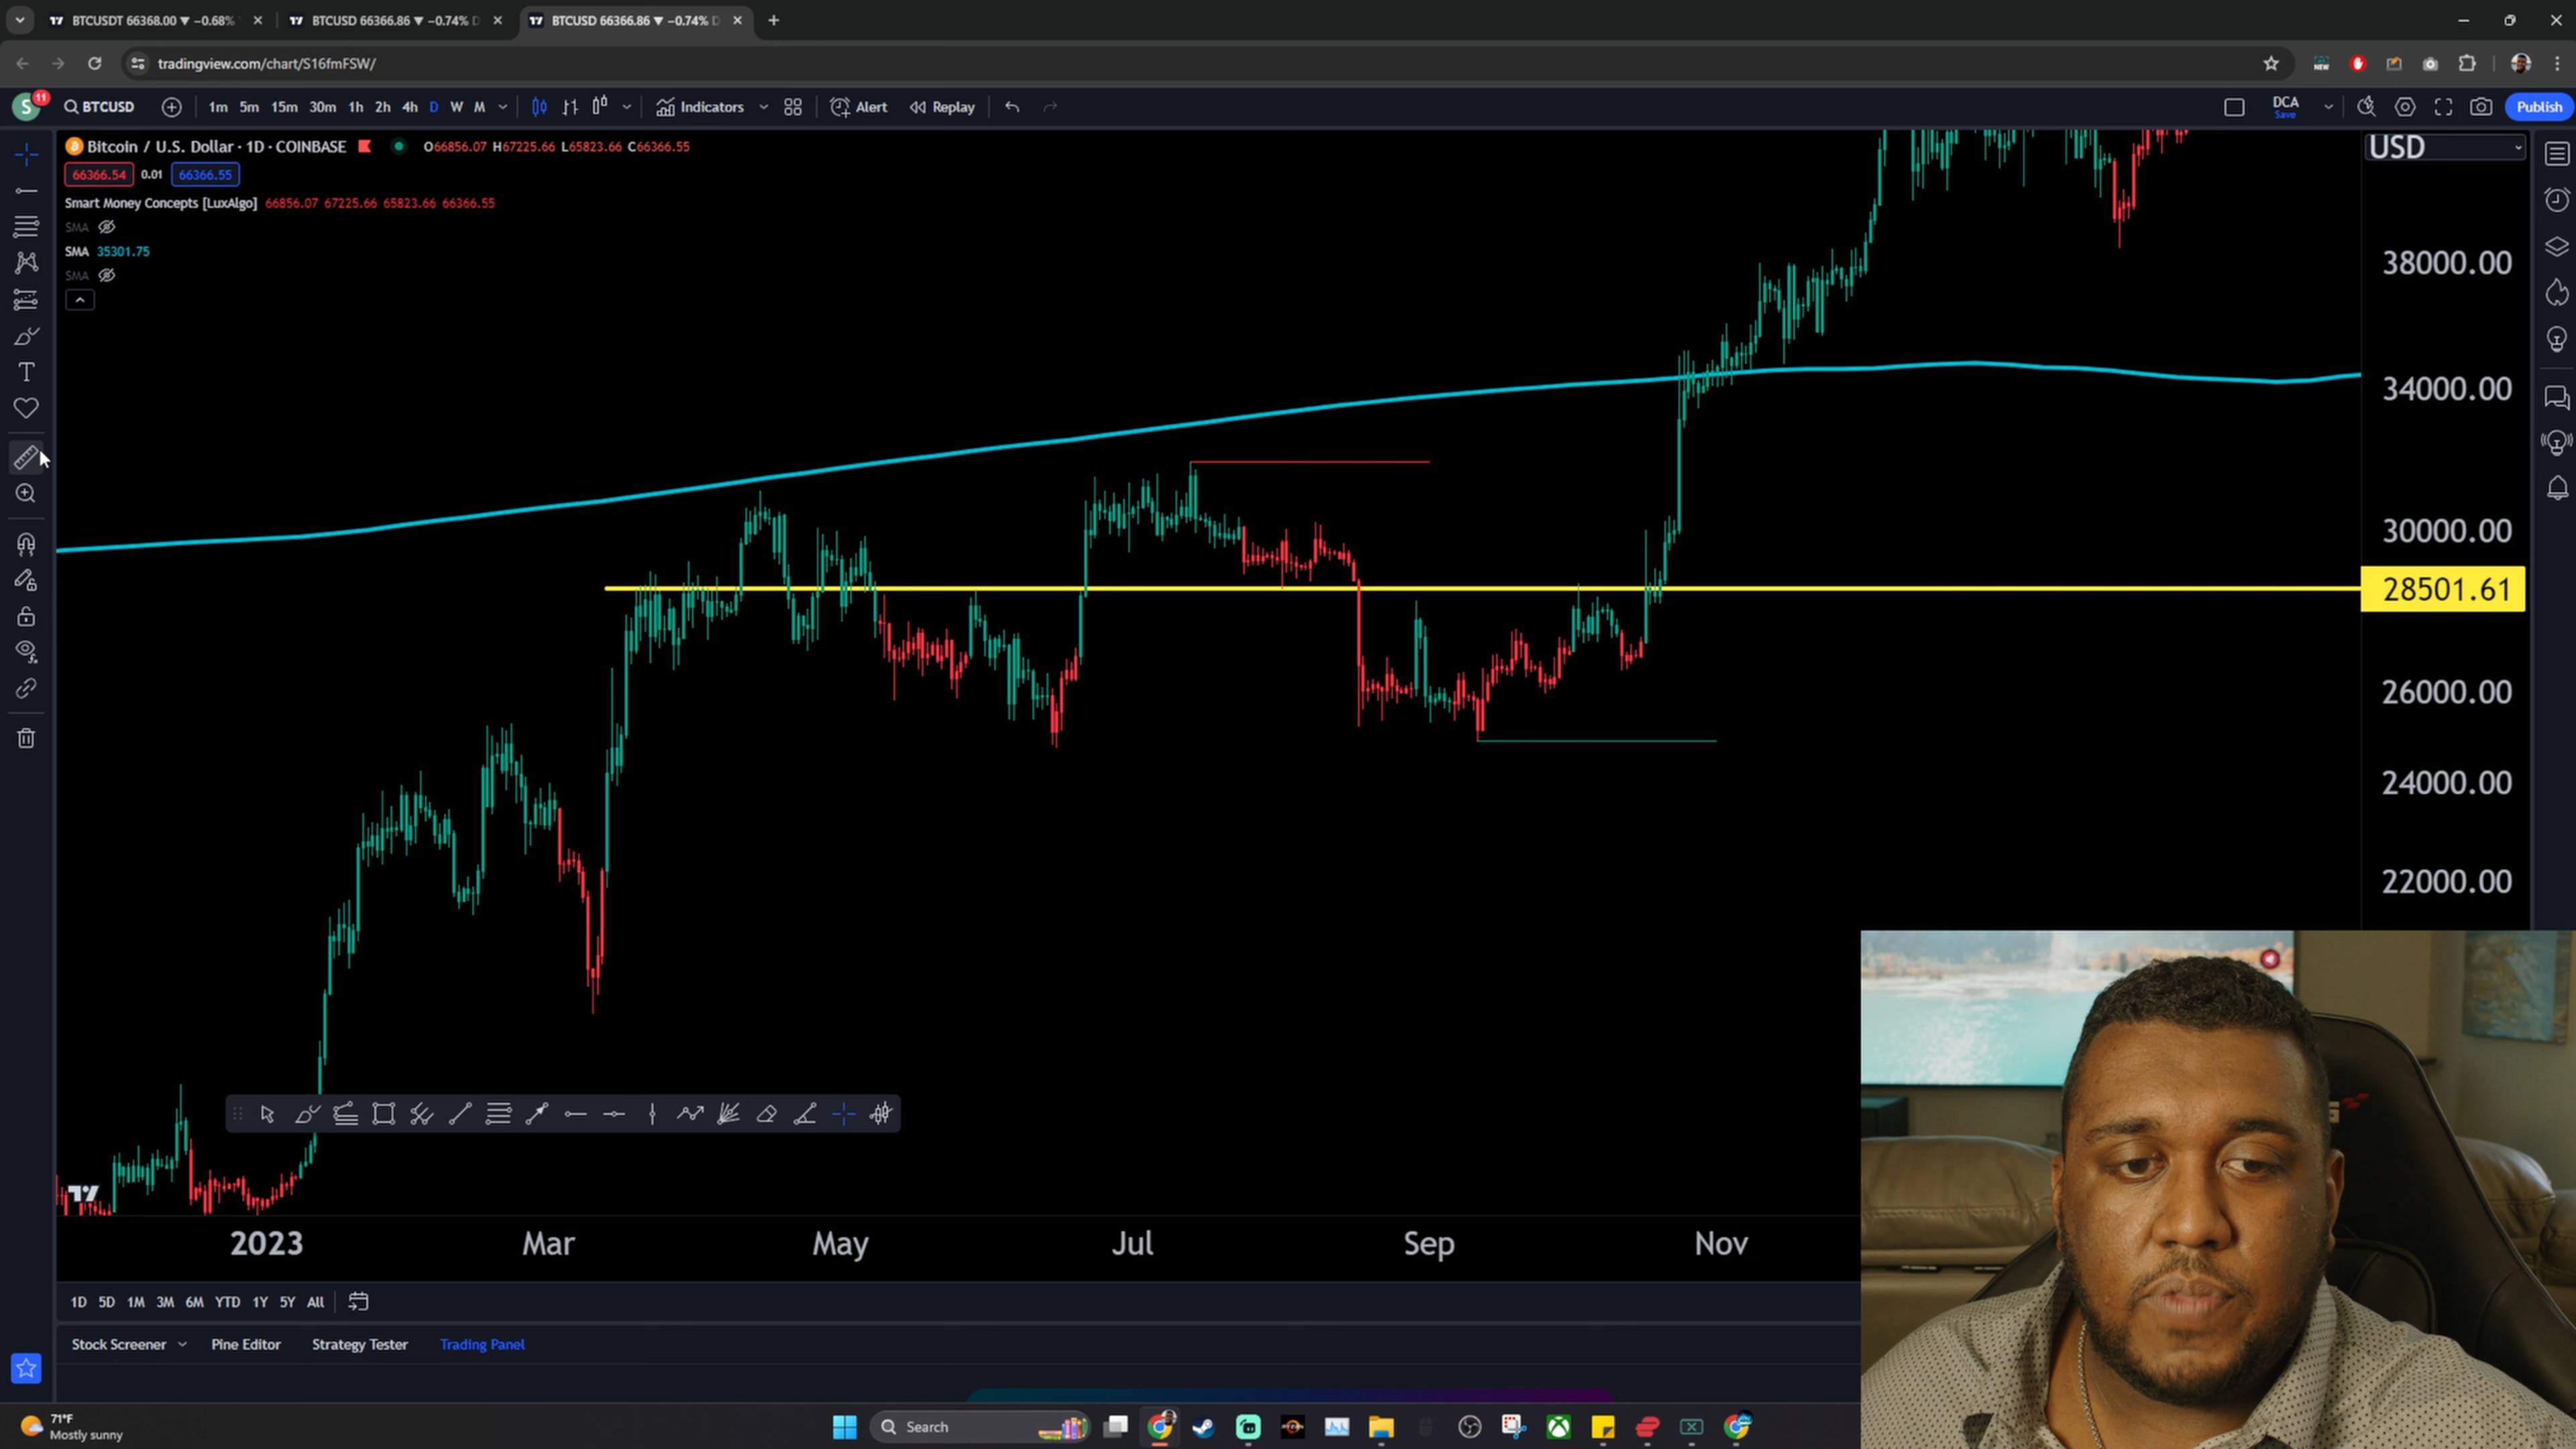 BTCUSDT 66368.00 ▼ −0.68%
BTCUSD 66366.86 ▼ −0.74% D
BTCUSD 66366.86 ▼ −0.74% D
tradingview.com/chart/S16fmFSW/
NEW
S 11 BTCUSD 1m 5m 15m 30m 1h 2h 4h D W M Indicators Alert Replay DCA Save Publish
Bitcoin / U.S. Dollar · 1D · COINBASE O66856.07 H67225.66 L65823.66 C66366.55
USD
66366.54 0.01 66366.55
Smart Money Concepts [LuxAlgo] 66856.07 67225.66 65823.66 66366.55
SMA
SMA 35301.75
SMA
38000.00
34000.00
30000.00
28501.61
26000.00
24000.00
22000.00
2023 Mar May Jul Sep Nov
1D 5D 1M 3M 6M YTD 1Y 5Y All
Stock Screener Pine Editor Strategy Tester Trading Panel
71°F
Mostly sunny
Search